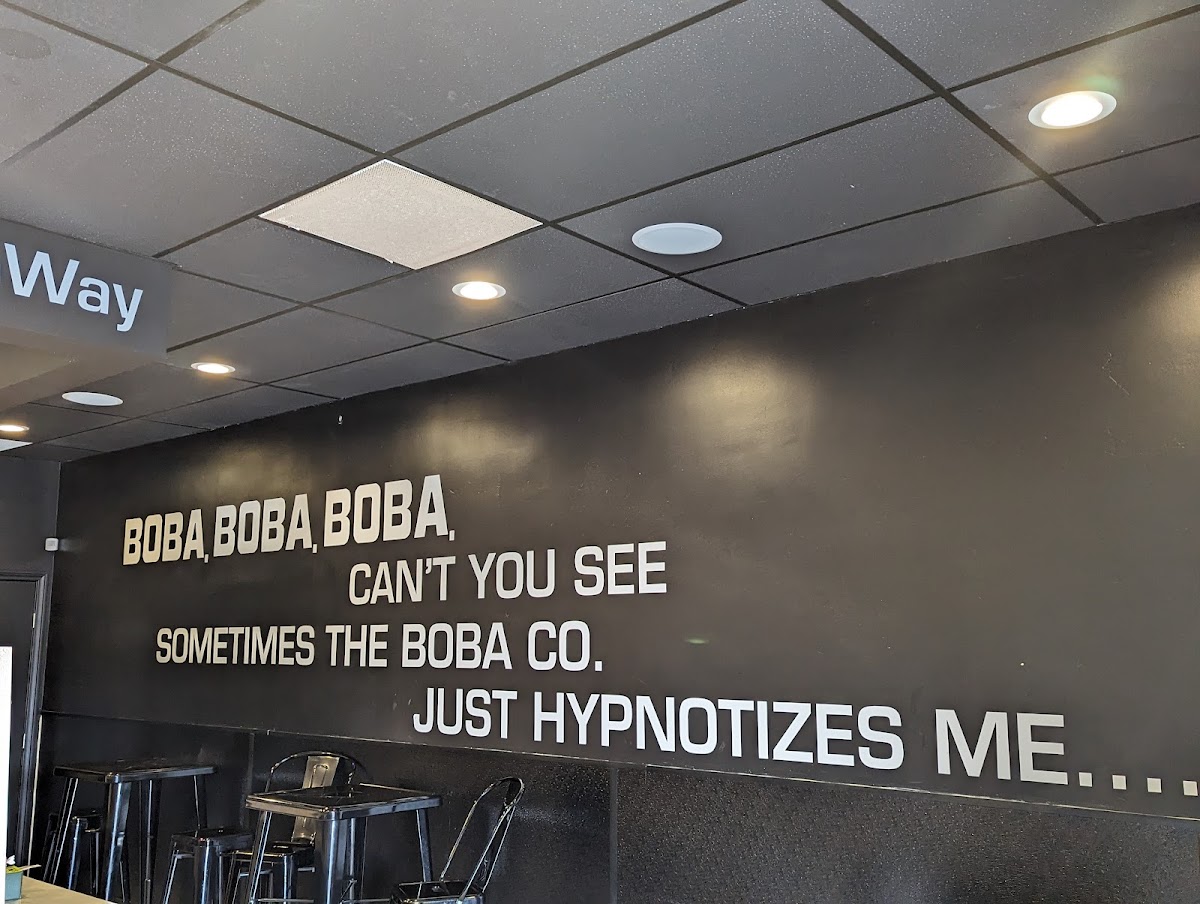 Way
BOBA, BOBA, BOBA,
CAN'T YOU SEE
SOMETIMES THE BOBA CO.
JUST HYPNOTIZES ME.....